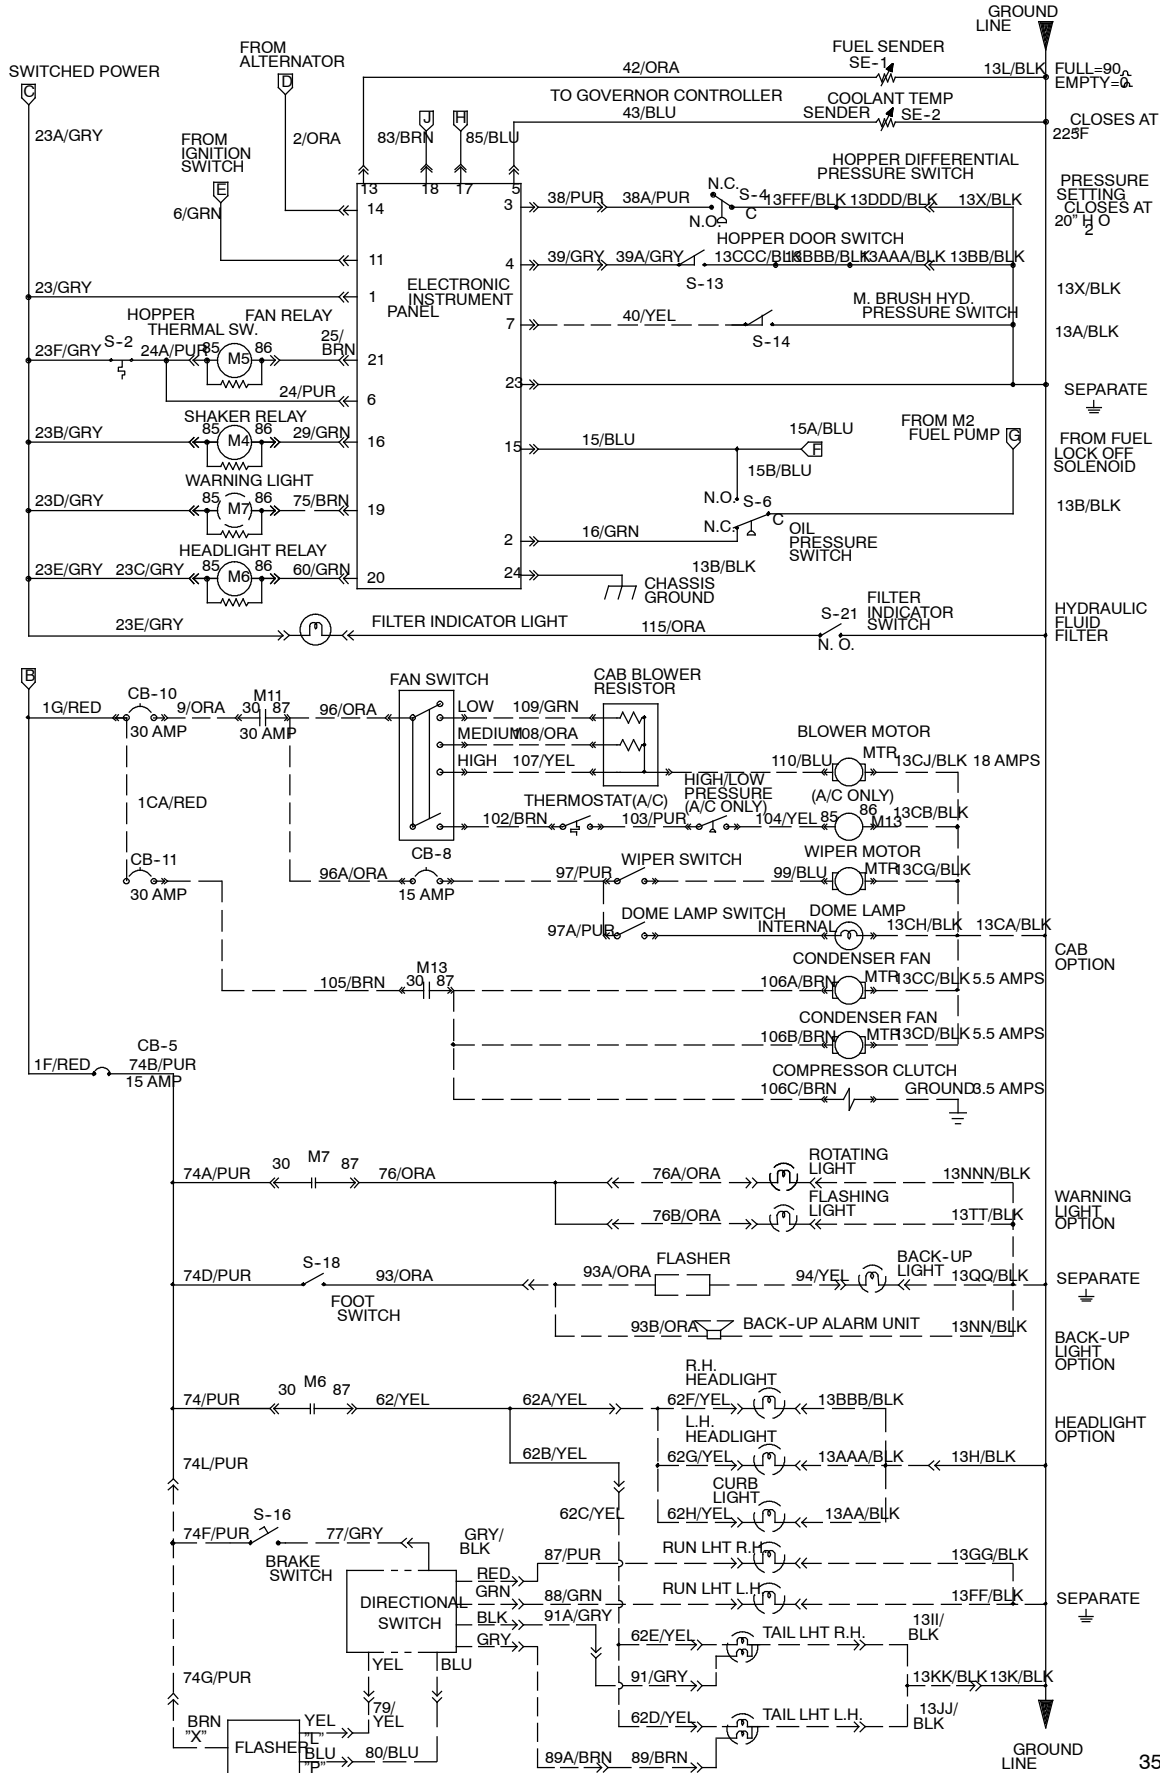 GROUND
LINE
FROM
ALTERNATOR
FUEL SENDER
SE-1
SWITCHED POWER
42/ORA
13L/BLK
FULL=90Ω
EMPTY=0Ω
C
D
TO GOVERNOR CONTROLLER
COOLANT TEMP
SENDER
SE-2
43/BLU
CLOSES AT
225°F
23A/GRY
2/ORA
83/BRN
J
H
85/BLU
FROM
IGNITION
SWITCH
E
6/GRN
HOPPER DIFFERENTIAL
PRESSURE SWITCH
13
18
17
5
14
3
38/PUR
38A/PUR
N.C.
S-4
N.O.
C
13FFF/BLK
13DDD/BLK
13X/BLK
PRESSURE
SETTING
CLOSES AT
20" H O
2
11
4
39/GRY
39A/GRY
HOPPER DOOR SWITCH
13CCC/BLK
13BBB/BLK
13AAA/BLK
13BB/BLK
S-13
23/GRY
1
ELECTRONIC
INSTRUMENT
PANEL
13X/BLK
HOPPER
THERMAL SW.
FAN RELAY
25/
BRN
7
40/YEL
M. BRUSH HYD.
PRESSURE SWITCH
S-14
13A/BLK
23F/GRY
S-2
24A/PUR
85
M5
86
21
24/PUR
6
23
SEPARATE
SHAKER RELAY
23B/GRY
85
M4
86
29/GRN
16
15
15/BLU
15A/BLU
F
15B/BLU
FROM M2
FUEL PUMP
G
FROM FUEL
LOCK OFF
SOLENOID
WARNING LIGHT
23D/GRY
85
M7
86
75/BRN
19
N.O.
S-6
N.C.
C
13B/BLK
2
16/GRN
OIL
PRESSURE
SWITCH
HEADLIGHT RELAY
23E/GRY
23C/GRY
85
M6
86
60/GRN
20
24
13B/BLK
CHASSIS
GROUND
23E/GRY
FILTER INDICATOR LIGHT
115/ORA
S-21
N. O.
FILTER
INDICATOR
SWITCH
HYDRAULIC
FLUID
FILTER
B
FAN SWITCH
CAB BLOWER
RESISTOR
1G/RED
CB-10
30 AMP
9/ORA
M11
30
87
30 AMP
96/ORA
LOW
109/GRN
MEDIUM
108/ORA
HIGH
107/YEL
BLOWER MOTOR
110/BLU
MTR
13CJ/BLK
18 AMPS
1CA/RED
THERMOSTAT(A/C)
HIGH/LOW
PRESSURE
(A/C ONLY)
(A/C ONLY)
102/BRN
103/PUR
104/YEL
85
86
M13
13CB/BLK
CB-11
30 AMP
96A/ORA
CB-8
15 AMP
97/PUR
WIPER SWITCH
WIPER MOTOR
99/BLU
MTR
13CG/BLK
97A/PUR
DOME LAMP SWITCH
DOME LAMP
INTERNAL
13CH/BLK
13CA/BLK
CAB
OPTION
105/BRN
M13
30
87
CONDENSER FAN
106A/BRN
MTR
13CC/BLK
5.5 AMPS
CONDENSER FAN
106B/BRN
MTR
13CD/BLK
5.5 AMPS
1F/RED
CB-5
74B/PUR
15 AMP
COMPRESSOR CLUTCH
106C/BRN
GROUND
3.5 AMPS
74A/PUR
30
M7
87
76/ORA
76A/ORA
ROTATING
LIGHT
13NNN/BLK
76B/ORA
FLASHING
LIGHT
13TT/BLK
WARNING
LIGHT
OPTION
74D/PUR
S-18
FOOT
SWITCH
93/ORA
93A/ORA
FLASHER
94/YEL
BACK-UP
LIGHT
13QQ/BLK
SEPARATE
93B/ORA
BACK-UP ALARM UNIT
13NN/BLK
BACK-UP
LIGHT
OPTION
74/PUR
30
M6
87
62/YEL
62A/YEL
R.H.
HEADLIGHT
62F/YEL
13BBB/BLK
HEADLIGHT
OPTION
74L/PUR
62B/YEL
L.H.
HEADLIGHT
62G/YEL
13AAA/BLK
13H/BLK
62C/YEL
CURB
LIGHT
62H/YEL
13AA/BLK
74F/PUR
S-16
BRAKE
SWITCH
77/GRY
GRY/
BLK
DIRECTIONAL
SWITCH
RED
87/PUR
RUN LHT R.H.
13GG/BLK
GRN
88/GRN
RUN LHT L.H.
13FF/BLK
SEPARATE
BLK
91A/GRY
GRY
62E/YEL
TAIL LHT R.H.
13II/
BLK
YEL
BLU
91/GRY
13KK/BLK
13K/BLK
74G/PUR
79/
YEL
62D/YEL
TAIL LHT L.H.
13JJ/
BLK
BRN
"X"
FLASHER
YEL
"L"
BLU
"P"
80/BLU
89A/BRN
89/BRN
GROUND
LINE
35